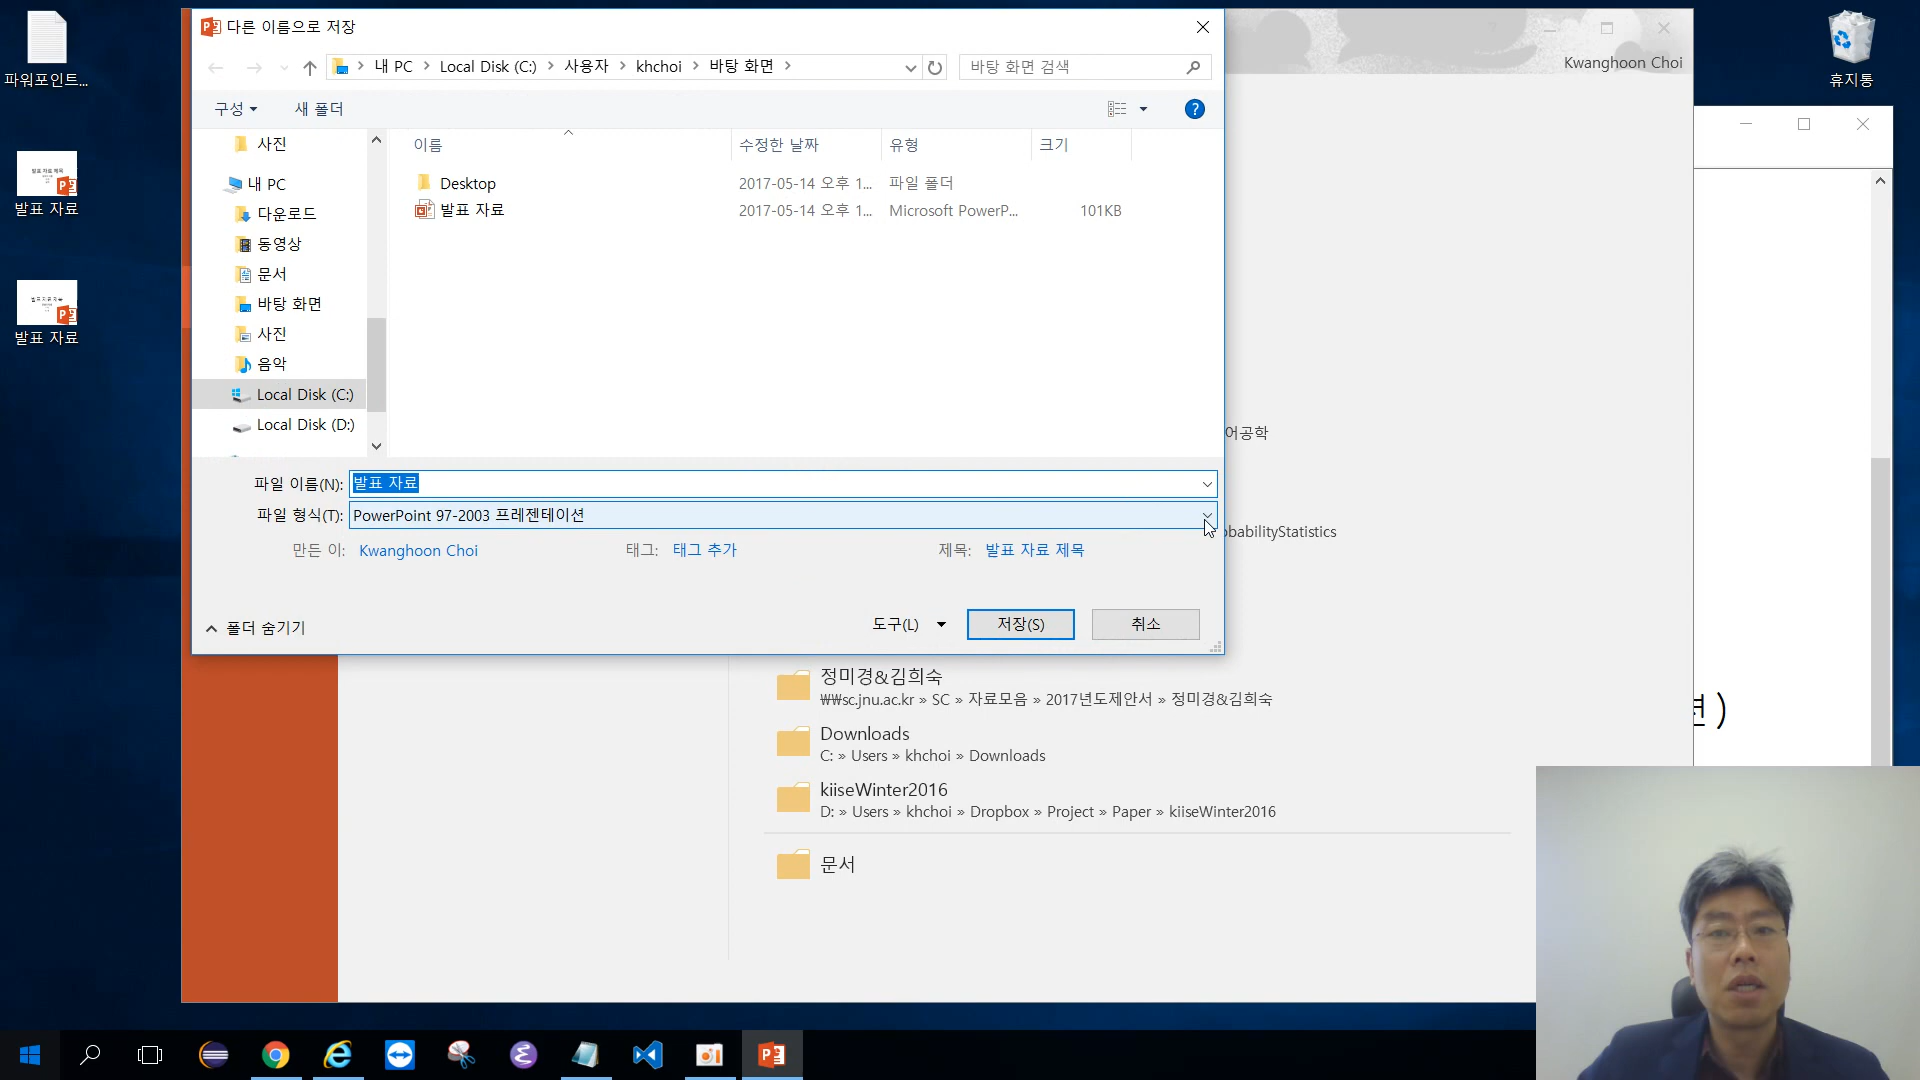 파워포인트...
발표 자료
발표 자료
휴지통
다른 이름으로 저장
내 PC
Local Disk (C:)
사용자
khchoi
바탕 화면
바탕 화면 검색
Kwanghoon Choi
구성
새 폴더
이름
수정한 날짜
유형
크기
사진
내 PC
다운로드
동영상
문서
바탕 화면
사진
음악
Local Disk (C:)
Local Disk (D:)
Desktop
2017-05-14 오후 1...
파일 폴더
발표 자료
2017-05-14 오후 1...
Microsoft PowerP...
101KB
파일 이름(N):
발표 자료
파일 형식(T):
PowerPoint 97-2003 프레젠테이션
만든 이:
Kwanghoon Choi
태그:
태그 추가
제목:
발표 자료 제목
폴더 숨기기
도구(L)
저장(S)
취소
어공학
obabilityStatistics
정미경&김희숙
₩₩sc.jnu.ac.kr » SC » 자료모음 » 2017년도제안서 » 정미경&김희숙
Downloads
C: » Users » khchoi » Downloads
kiiseWinter2016
D: » Users » khchoi » Dropbox » Project » Paper » kiiseWinter2016
문서